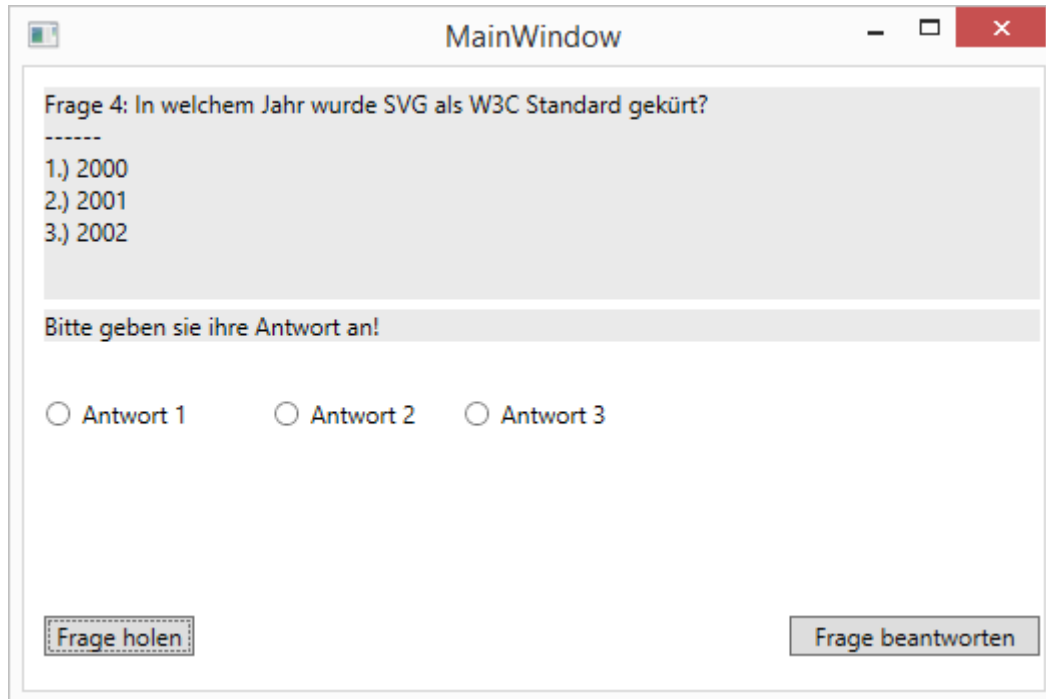 MainWindow
Frage 4: In welchem Jahr wurde SVG als W3C Standard gekürt?
------
1.) 2000
2.) 2001
3.) 2002
Bitte geben sie ihre Antwort an!
Antwort 1 Antwort 2 Antwort 3
Frage holen Frage beantworten